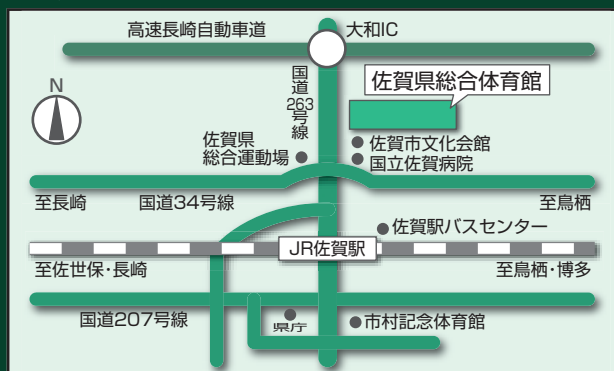 高速長崎自動車道
大和IC
N
国道263号線
佐賀県総合体育館
佐賀県
総合運動場
佐賀市文化会館
国立佐賀病院
至長崎
国道34号線
至鳥栖
佐賀駅バスセンター
JR佐賀駅
至佐世保・長崎
至鳥栖・博多
国道207号線
県庁
市村記念体育館